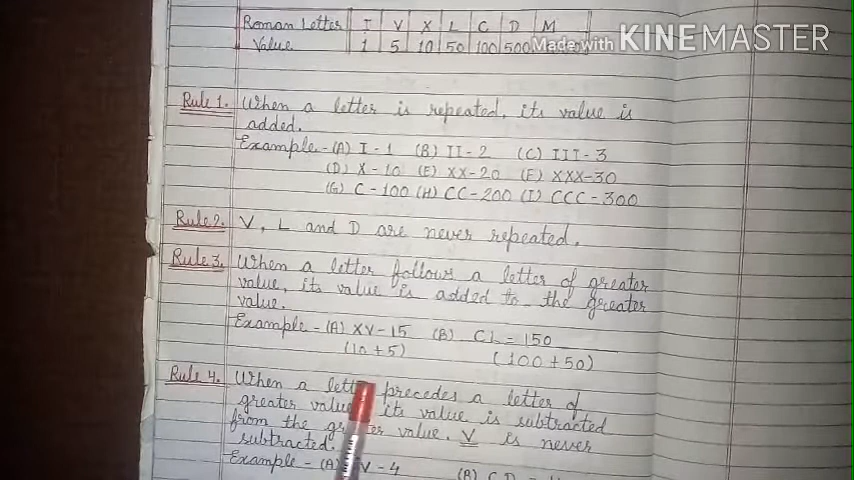 Roman Letter I V X L C D M
Value 1 5 10 50 100 500
Made with KINEMASTER
Rule 1. When a letter is repeated, its value is
added.
Example - (A) I - 1 (B) II - 2 (C) III - 3
(D) X - 10 (E) XX - 20 (F) XXX - 30
(G) C - 100 (H) CC - 200 (I) CCC - 300
Rule 2. V, L and D are never repeated.
Rule 3. When a letter follows a letter of greater
value, its value is added to the greater
value.
Example - (A) XV - 15 (B) CL = 150
(10 + 5) (100 + 50)
Rule 4. When a letter precedes a letter of
greater value its value is subtracted
from the value. V is never
subtracted.
Example - (A) IV - 4 (B) CD =